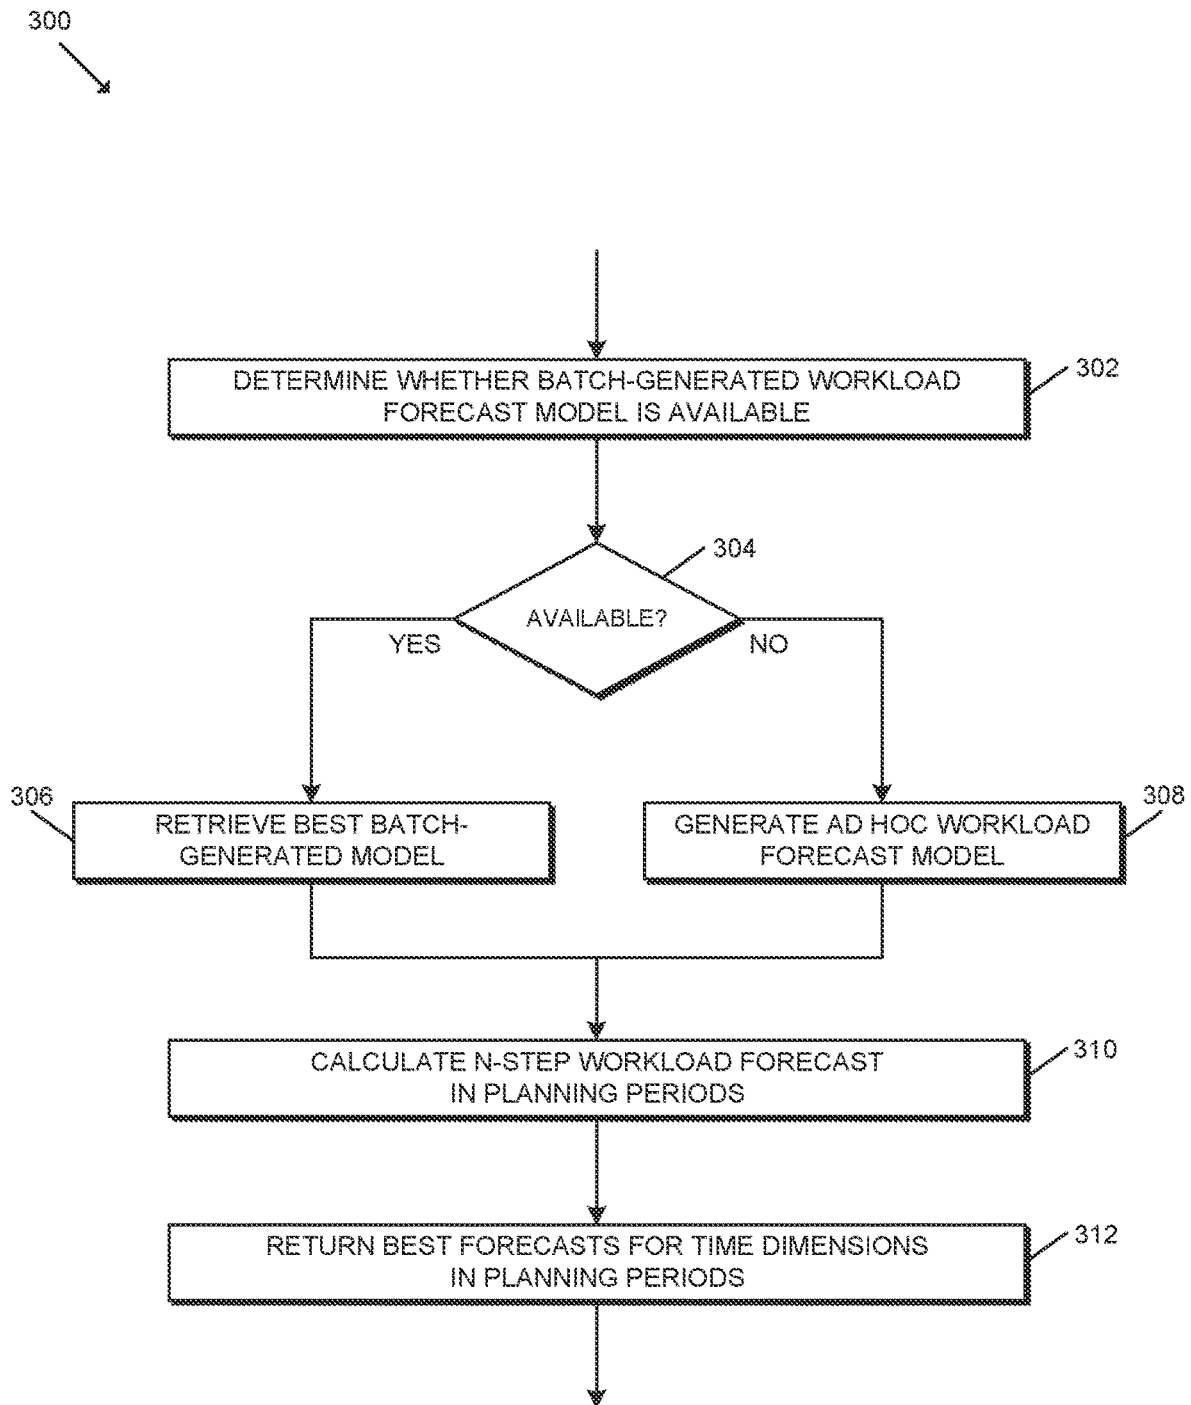 300
DETERMINE WHETHER BATCH-GENERATED WORKLOAD
FORECAST MODEL IS AVAILABLE
302
304
AVAILABLE?
YES
NO
306
RETRIEVE BEST BATCH-
GENERATED MODEL
GENERATE AD HOC WORKLOAD
FORECAST MODEL
308
CALCULATE N-STEP WORKLOAD FORECAST
IN PLANNING PERIODS
310
RETURN BEST FORECASTS FOR TIME DIMENSIONS
IN PLANNING PERIODS
312